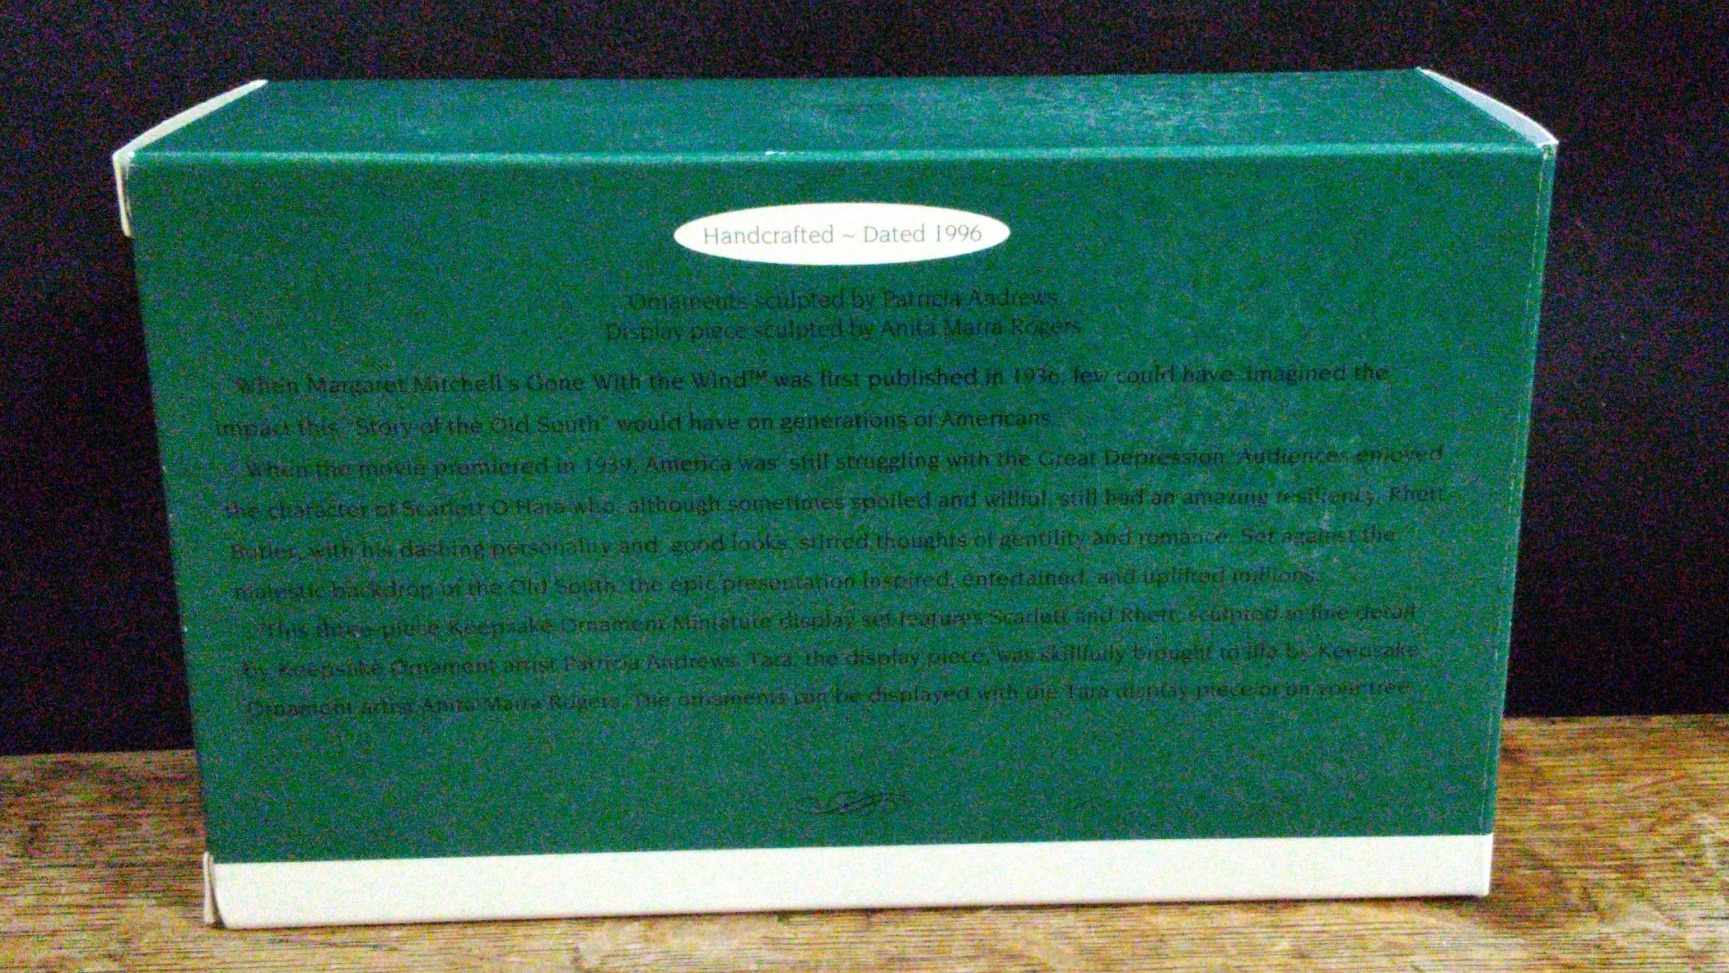 Handcrafted ~ Dated 1996
Ornaments sculpted by Patricia Andrews
Display piece sculpted by Anita Marra Rogers
When Margaret Mitchell's Gone With the Wind™ was first published in 1936, few could have imagined the
impact this "Story of the Old South" would have on generations of Americans.
When the movie premiered in 1939, America was still struggling with the Great Depression. Audiences enjoyed
the character of Scarlett O'Hara who, although sometimes spoiled and willful, still had an amazing resiliency. Rhett
Butler, with his dashing personality and good looks, stirred thoughts of gentility and romance. Set against the
majestic backdrop of the Old South, the epic presentation inspired, entertained, and uplifted millions.
This three-piece Keepsake Ornament Miniature display set features Scarlett and Rhett, sculpted in fine detail
by Keepsake Ornament artist Patricia Andrews. Tara, the display piece, was skillfully brought to life by Keepsake
Ornament artist Anita Marra Rogers. The ornaments can be displayed with the Tara display piece or on your tree.